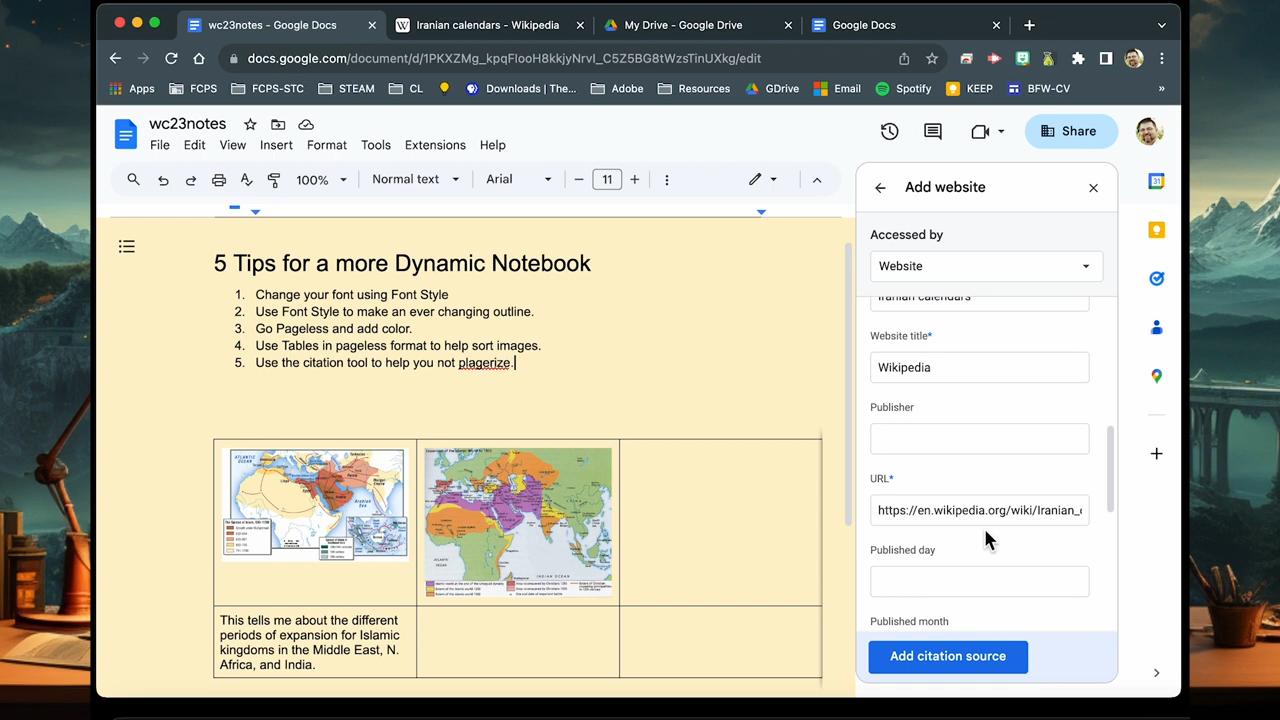 wc23notes - Google Docs
Iranian calendars - Wikipedia
My Drive - Google Drive
Google Docs
docs.google.com/document/d/1PKXZMg_kpqFIooH8kkjyNrvI_C5Z5BG8tWzsTinUXkg/edit
Apps FCPS FCPS-STC STEAM CL Downloads | The... Adobe Resources GDrive Email Spotify KEEP BFW-CV »
wc23notes
File Edit View Insert Format Tools Extensions Help
Share
100% Normal text Arial 11
Add website
Accessed by
Website
Iranian calendars
Website title*
Wikipedia
Publisher
URL*
https://en.wikipedia.org/wiki/Iranian_c
Published day
Published month
Add citation source
31
5 Tips for a more Dynamic Notebook
1. Change your font using Font Style
2. Use Font Style to make an ever changing outline.
3. Go Pageless and add color.
4. Use Tables in pageless format to help sort images.
5. Use the citation tool to help you not plagerize.
ATLANTIC
OCEAN
This tells me about the different
periods of expansion for Islamic
kingdoms in the Middle East, N.
Africa, and India.